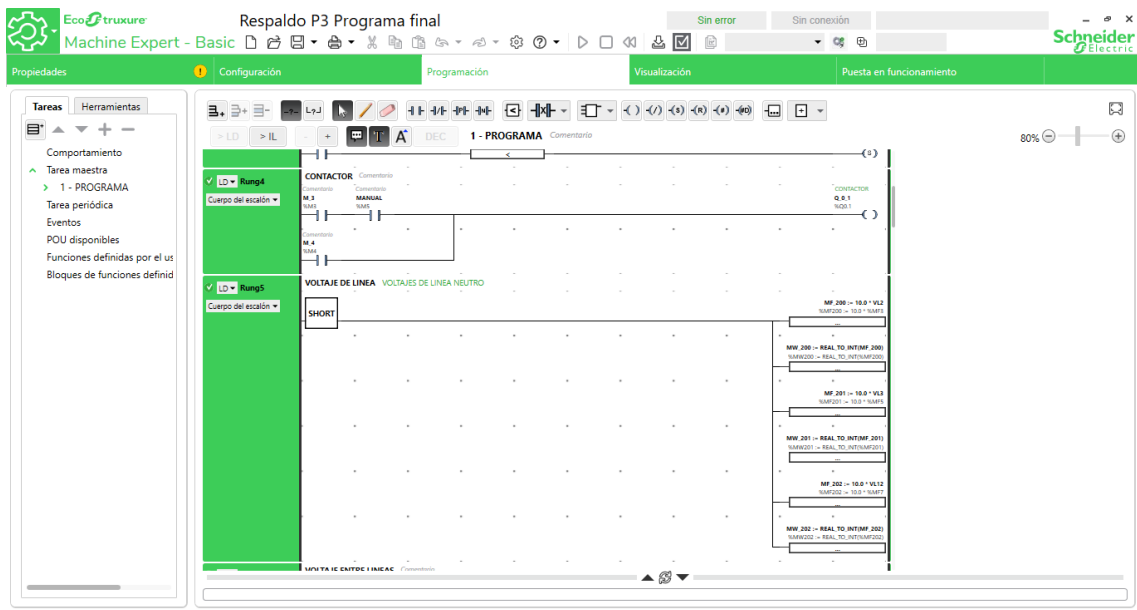 EcoStruxure
Machine Expert - Basic
Respaldo P3 Programa final
Sin error
Sin conexión
Schneider
Electric
Propiedades
Configuración
Programación
Visualización
Puesta en funcionamiento
Tareas
Herramientas
Comportamiento
Tarea maestra
1 - PROGRAMA
Tarea periódica
Eventos
POU disponibles
Funciones definidas por el us
Bloques de funciones definid
> LD
> IL
-
+
T
A
DEC
1 - PROGRAMA Comentario
80%
<
(S)
LD Rung4
Cuerpo del escalón
CONTACTOR Comentario
Comentario
M_3
%M3
Comentario
MANUAL
%M5
CONTACTOR
Q_0_1
%Q0.1
Comentario
M_4
%M4
LD Rung5
Cuerpo del escalón
VOLTAJE DE LINEA VOLTAJES DE LINEA NEUTRO
SHORT
MF_200 := 10.0 * VL2
%MF200 := 10.0 * %MF3
...
MW_200 := REAL_TO_INT(MF_200)
%MW200 := REAL_TO_INT(%MF200)
...
MF_201 := 10.0 * VL3
%MF201 := 10.0 * %MF5
...
MW_201 := REAL_TO_INT(MF_201)
%MW201 := REAL_TO_INT(%MF201)
...
MF_202 := 10.0 * VL12
%MF202 := 10.0 * %MF7
...
MW_202 := REAL_TO_INT(MF_202)
%MW202 := REAL_TO_INT(%MF202)
...
VOLTAJE ENTRE LINEAS Comentario